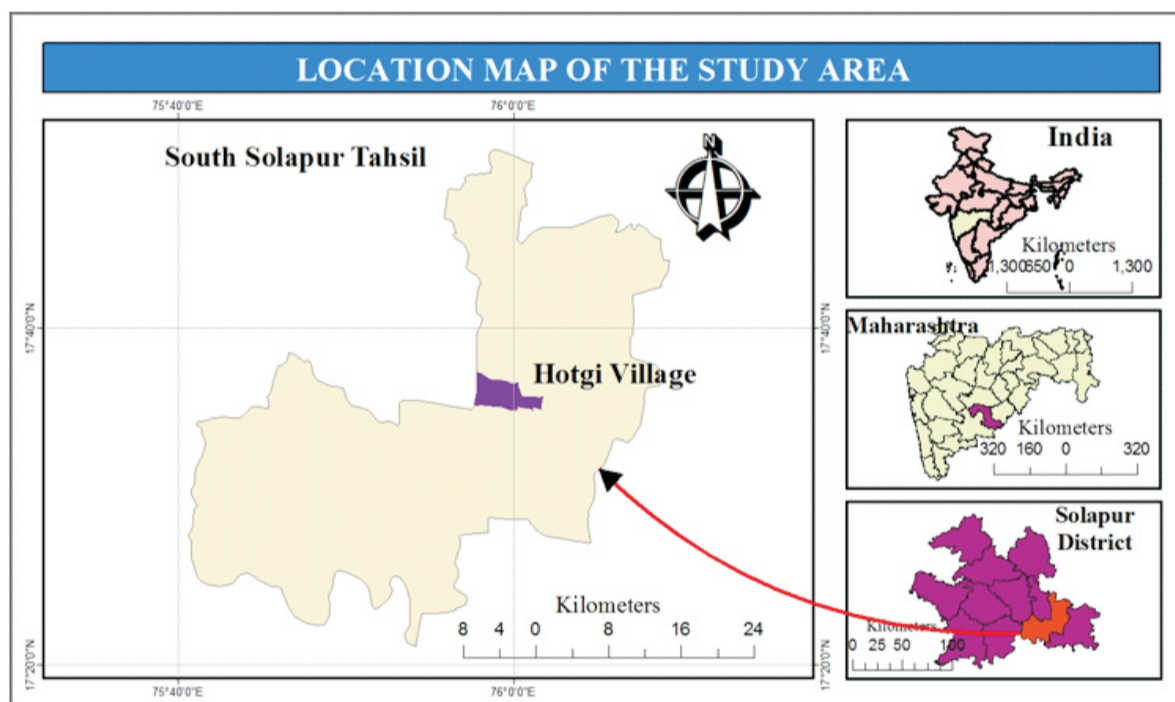 LOCATION MAP OF THE STUDY AREA
75°40'0"E 76°0'0"E
South Solapur Tahsil
N
17°40'0"N 17°40'0"N
Hotgi Village
Kilometers
8 4 0 8 16 24
17°20'0"N 17°20'0"N
75°40'0"E 76°0'0"E
India
Kilometers
1,300 650 0 1,300
Maharashtra
Kilometers
320 160 0 320
Solapur
District
Kilometers
0 25 50 100